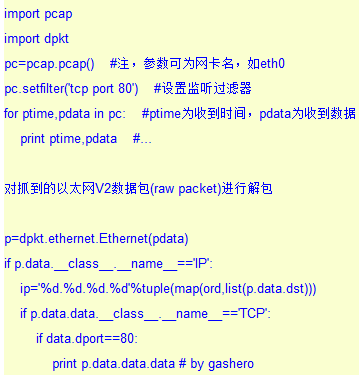 import pcap
import dpkt
pc=pcap.pcap()    #注，参数可为网卡名，如eth0
pc.setfilter('tcp port 80')    #设置监听过滤器
for ptime,pdata in pc:    #ptime为收到时间，pdata为收到数据
    print ptime,pdata    #...
对抓到的以太网V2数据包(raw packet)进行解包
p=dpkt.ethernet.Ethernet(pdata)
if p.data.__class__.__name__=='IP':
    ip='%d.%d.%d.%d'%tuple(map(ord,list(p.data.dst)))
    if p.data.data.__class__.__name__=='TCP':
        if data.dport==80:
            print p.data.data.data # by gashero